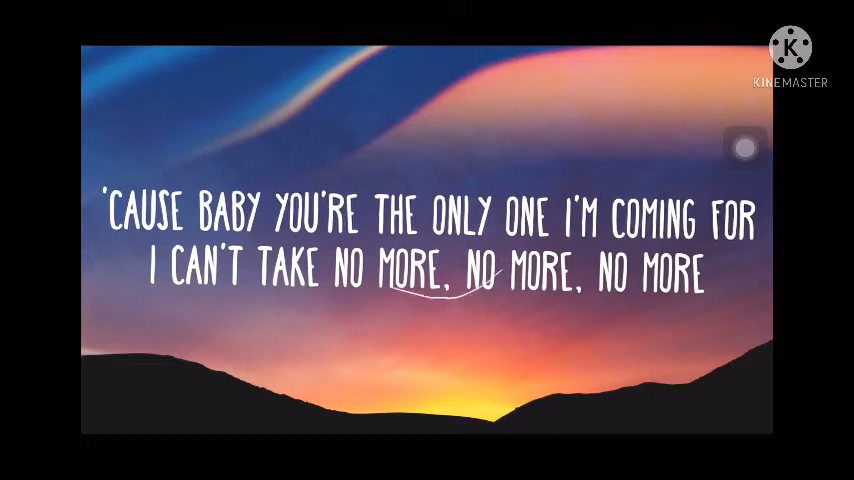 KINEMASTER
'CAUSE BABY YOU'RE THE ONLY ONE I'M COMING FOR
I CAN'T TAKE NO MORE, NO MORE, NO MORE